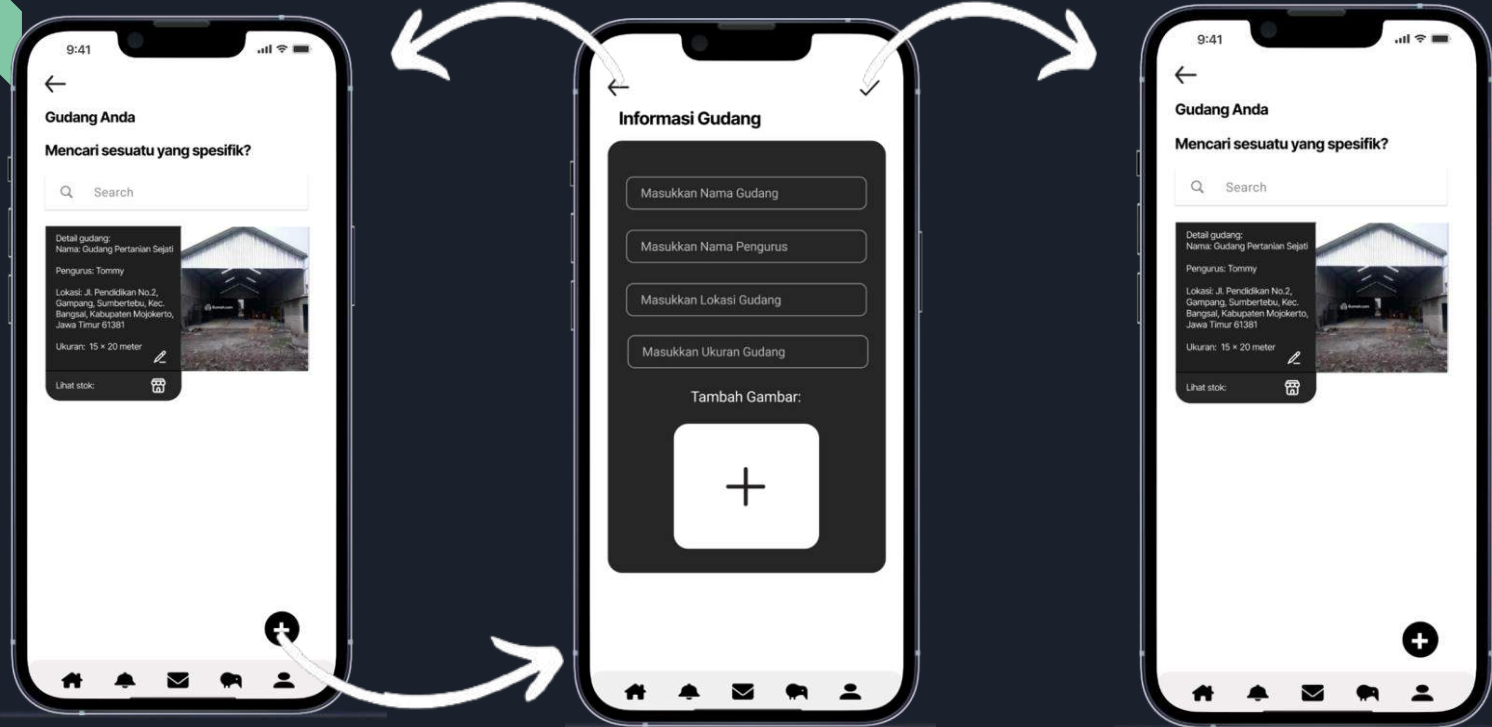 9:41
Gudang Anda
Mencari sesuatu yang spesifik?
Search
Detail gudang:
Nama: Gudang Pertanian Sejati
Pengurus: Tommy
Lokasi: Jl. Pendidikan No.2,
Gampang, Sumbertebu, Kec.
Bangsal, Kabupaten Mojokerto,
Jawa Timur 61381
Ukuran: 15 × 20 meter
Lihat stok:
Informasi Gudang
Masukkan Nama Gudang
Masukkan Nama Pengurus
Masukkan Lokasi Gudang
Masukkan Ukuran Gudang
Tambah Gambar:
9:41
Gudang Anda
Mencari sesuatu yang spesifik?
Search
Detail gudang:
Nama: Gudang Pertanian Sejati
Pengurus: Tommy
Lokasi: Jl. Pendidikan No.2,
Gampang, Sumbertebu, Kec.
Bangsal, Kabupaten Mojokerto,
Jawa Timur 61381
Ukuran: 15 × 20 meter
Lihat stok: